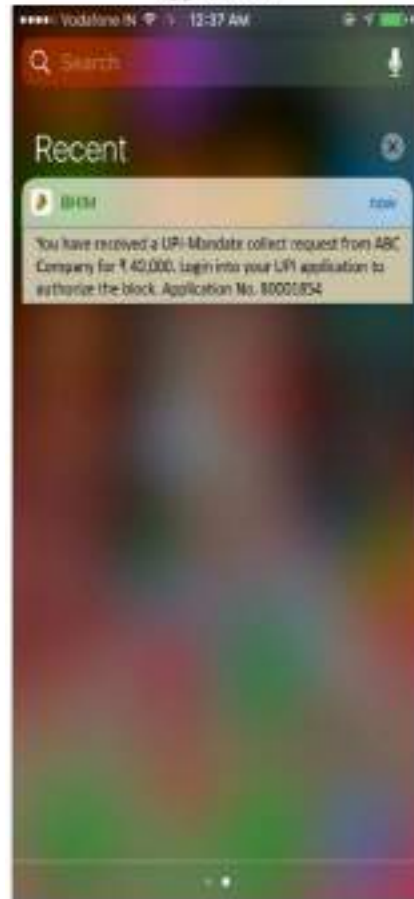 Vodafone IN 12:37 AM
Search
Recent
BHIM now
You have received a UPI-Mandate collect request from ABC
Company for ₹ 40,000. Login into your UPI application to
authorize the block. Application No. 80001854